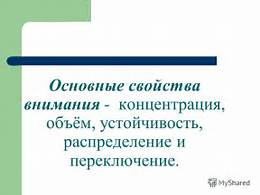 Основные свойства
внимания - концентрация,
объём, устойчивость,
распределение и
переключение.
MyShared